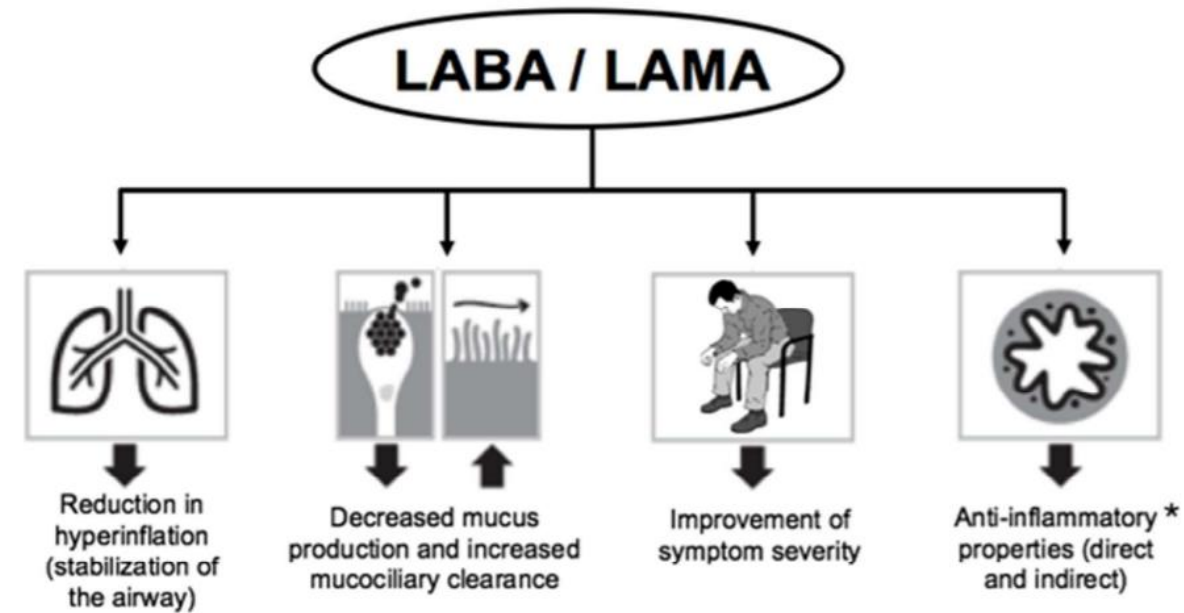 LABA / LAMA
Reduction in
hyperinflation
(stabilization of
the airway)
Decreased mucus
production and increased
mucociliary clearance
Improvement of
symptom severity
Anti-inflammatory *
properties (direct
and indirect)